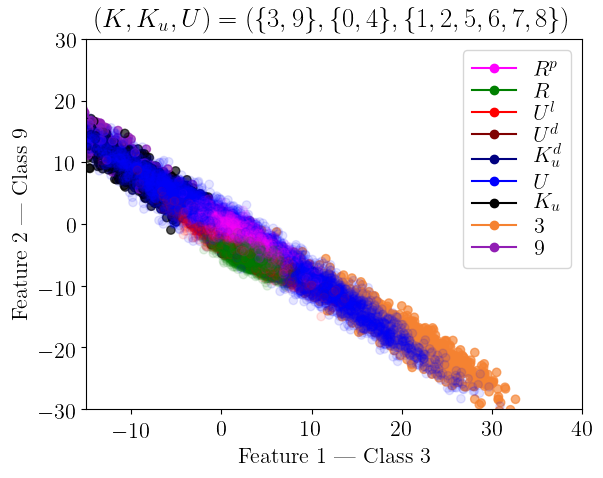 (K, K_u, U) = ({3, 9}, {0, 4}, {1, 2, 5, 6, 7, 8})
30
20
10
0
−10
−20
−30
−10
0
10
20
30
40
Feature 2 — Class 9
Feature 1 — Class 3
R^p
R
U^l
U^d
K_u^d
U
K_u
3
9